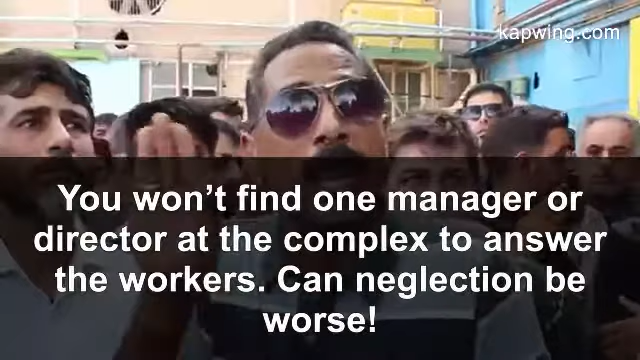 kapwing.com
You won't find one manager or
director at the complex to answer
the workers. Can neglection be
worse!